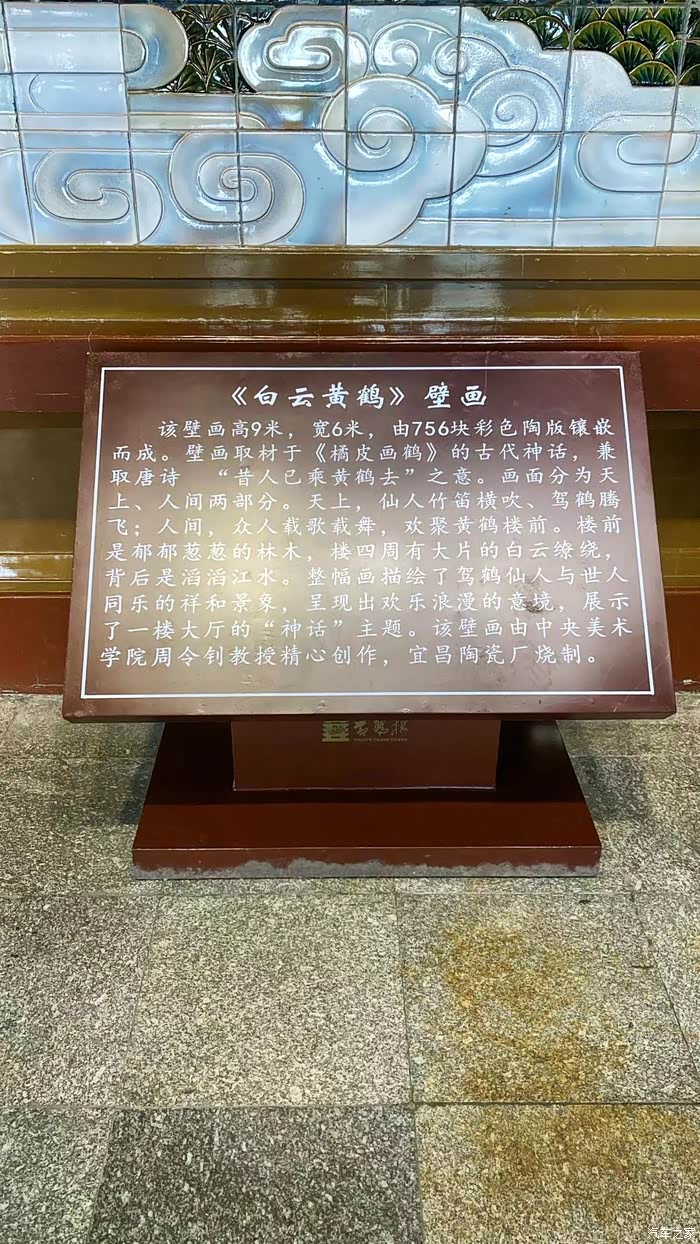 《白云黄鹤》壁画
该壁画高9米，宽6米，由756块彩色陶版镶嵌
而成。壁画取材于《橘皮画鹤》的古代神话，兼
取唐诗 “昔人已乘黄鹤去”之意。画面分为天
上、人间两部分。天上，仙人竹笛横吹、驾鹤腾
飞；人间，众人载歌载舞，欢聚黄鹤楼前。楼前
是郁郁葱葱的林木，楼四周有大片的白云缭绕，
背后是滔滔江水。整幅画描绘了驾鹤仙人与世人
同乐的祥和景象，呈现出欢乐浪漫的意境，展示
了一楼大厅的“神话”主题。该壁画由中央美术
学院周令钊教授精心创作，宜昌陶瓷厂烧制。
黄鹤楼
汽车之家